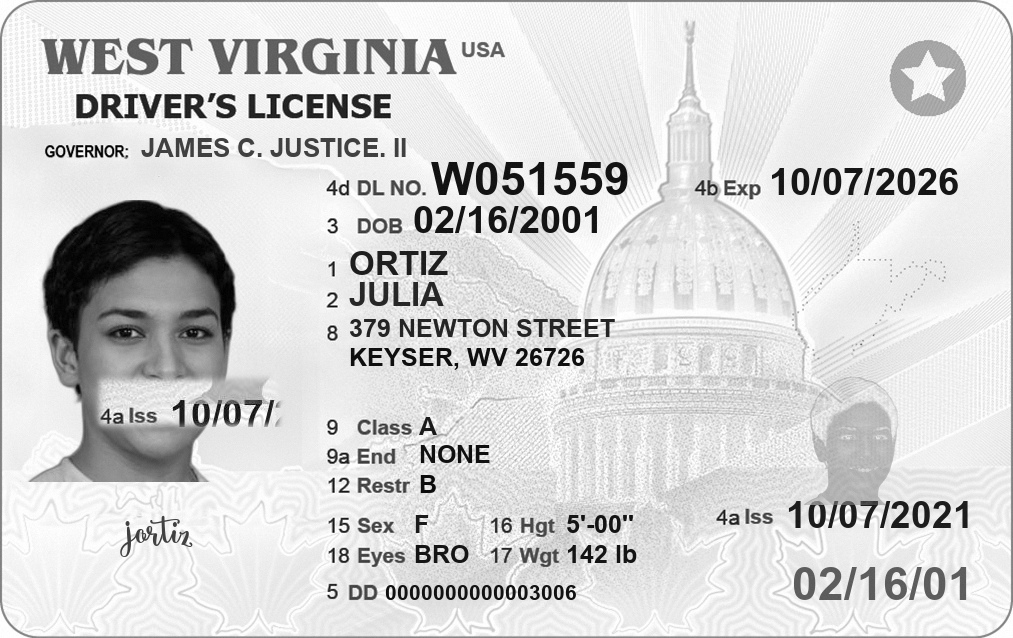 WEST VIRGINIA USA
DRIVER'S LICENSE
GOVERNOR: JAMES C. JUSTICE. II
4d DL NO. W051559 4b Exp 10/07/2026
3 DOB 02/16/2001
1 ORTIZ
2 JULIA
8 379 NEWTON STREET
KEYSER, WV 26726
4a Iss 10/07/
9 Class A
9a End NONE
12 Restr B
15 Sex F 16 Hgt 5'-00"
4a Iss 10/07/2021
jortiz
18 Eyes BRO 17 Wgt 142 lb
5 DD 0000000000003006
02/16/01